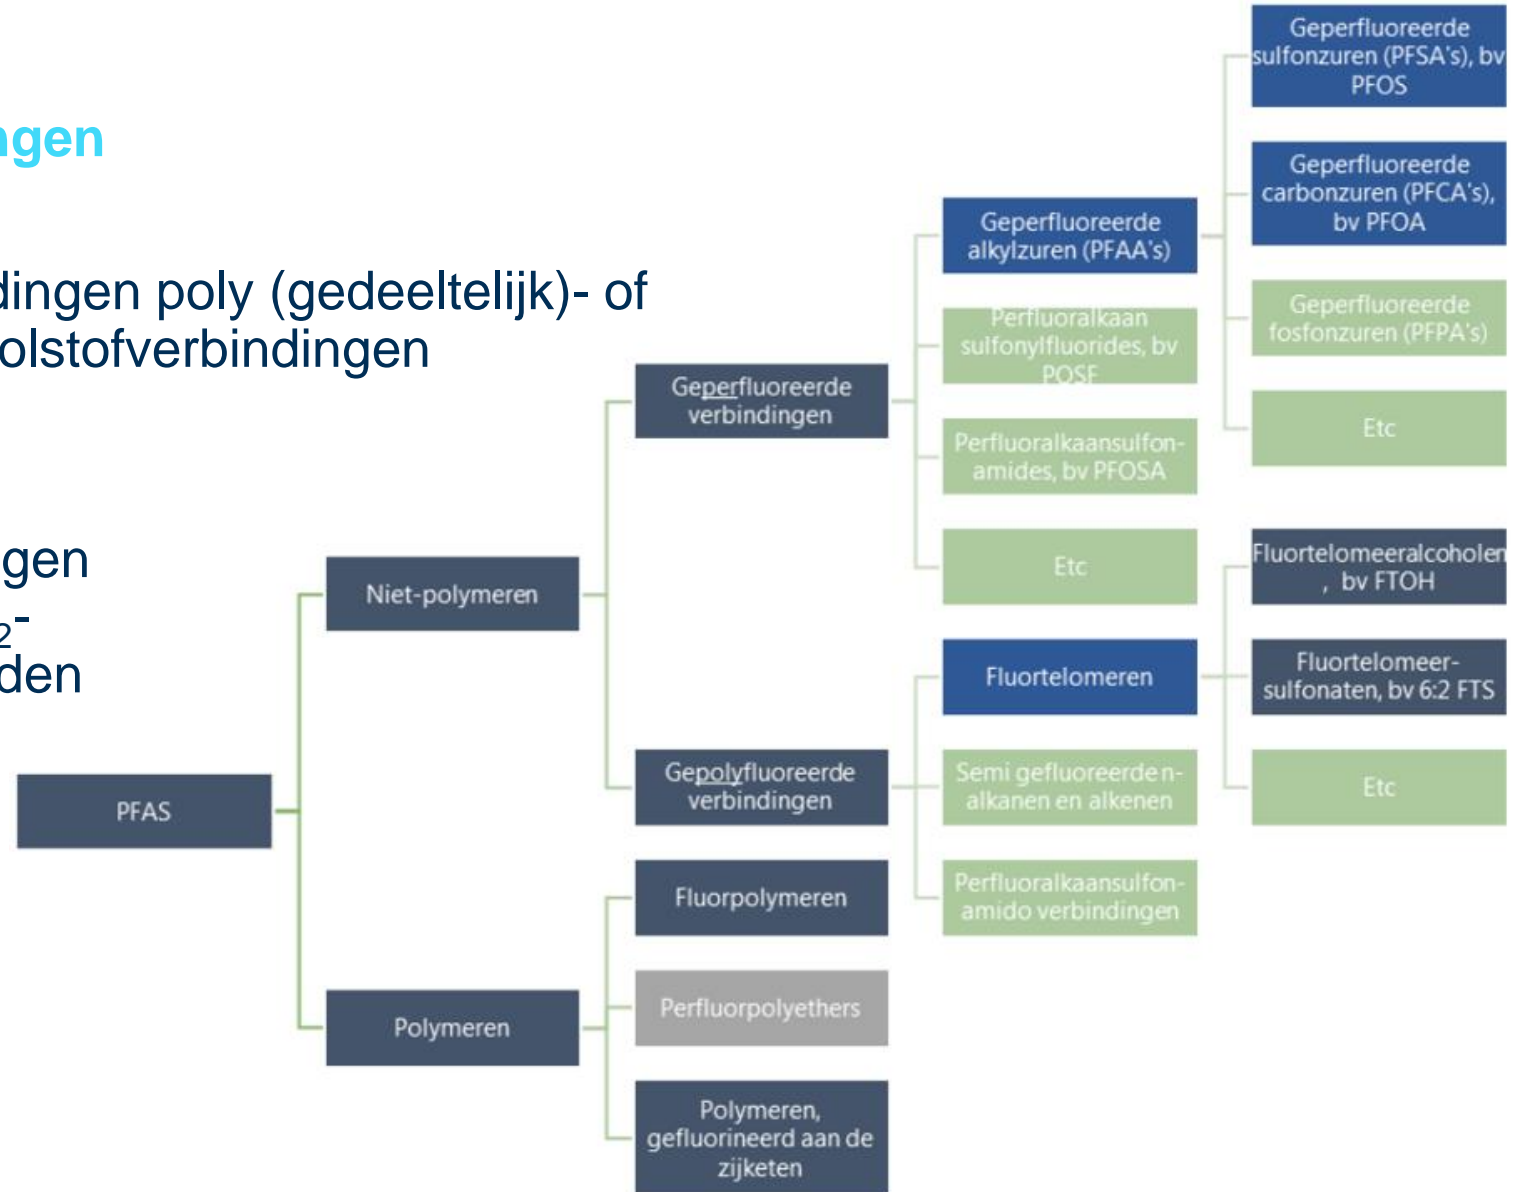 ngen
dingen poly (gedeeltelijk)- of
olstofverbindingen
gen
2-
den
PFAS
Niet-polymeren
Polymeren
Geperfluoreerde
verbindingen
Gepolyfluoreerde
verbindingen
Fluorpolymeren
Perfluorpolyethers
Polymeren,
gefluorineerd aan de
zijketen
Geperfluoreerde
alkylzuren (PFAA's)
Perfluoralkaan
sulfonylfluorides, bv
POSF
Perfluoralkaansulfon-
amides, bv PFOSA
Etc
Fluortelomeren
Semi gefluoreerde n-
alkanen en alkenen
Perfluoralkaansulfon-
amido verbindingen
Geperfluoreerde
sulfonzuren (PFSA's), bv
PFOS
Geperfluoreerde
carbonzuren (PFCA's),
bv PFOA
Geperfluoreerde
fosfonzuren (PFPA's)
Etc
Fluortelomeeralcoholen
, bv FTOH
Fluortelomeer-
sulfonaten, bv 6:2 FTS
Etc